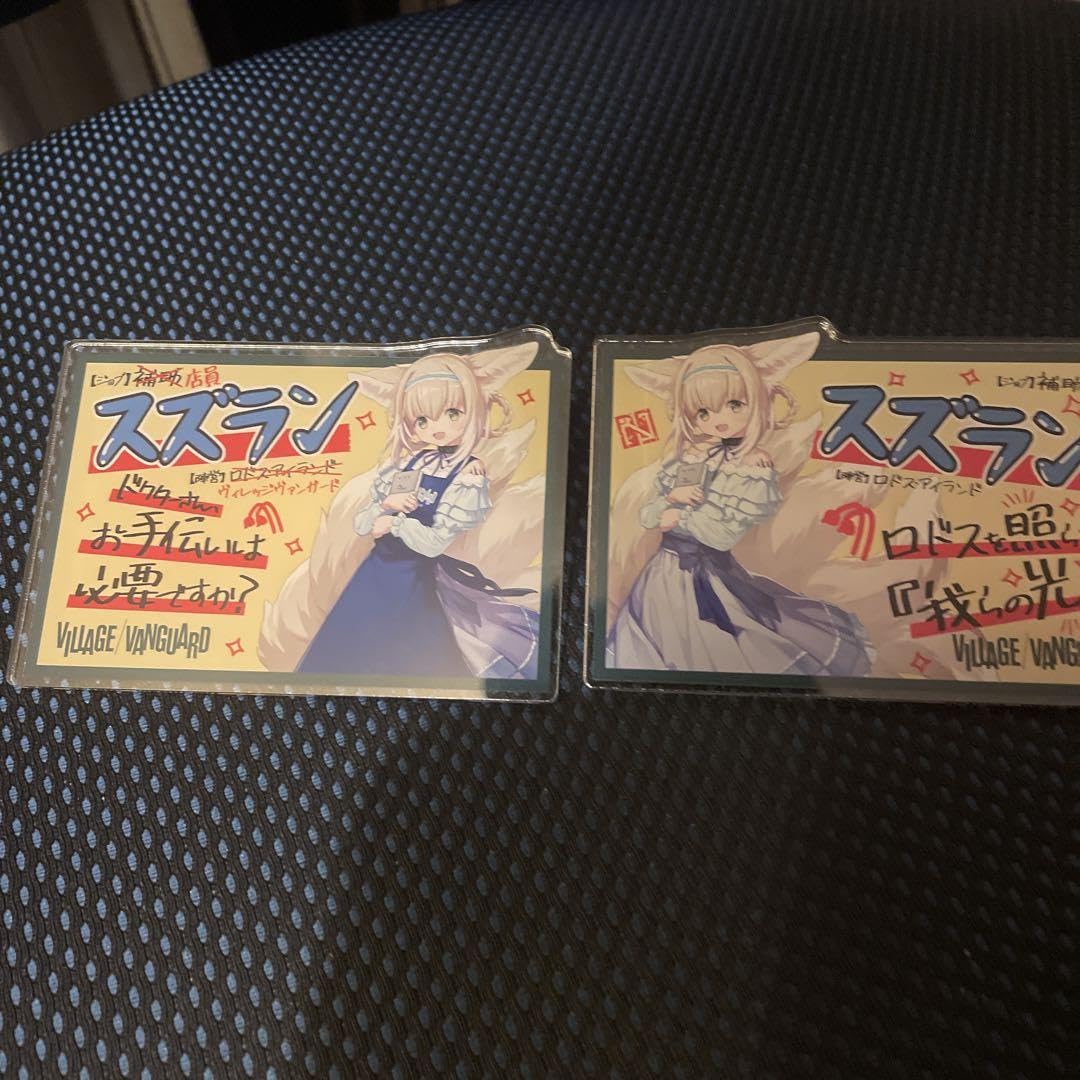 【ジョブ】補助 店員
スズラン
【陣営】ロドスアイランド
ヴィレッジヴァンガード
ドクターさん、
お手伝いは
必要ですか?
VILLAGE/VANGUARD
【ジョブ】補助
スズラン
【陣営】ロドスアイランド
ロドスを照ら
『我らの光
VILLAGE/VANG